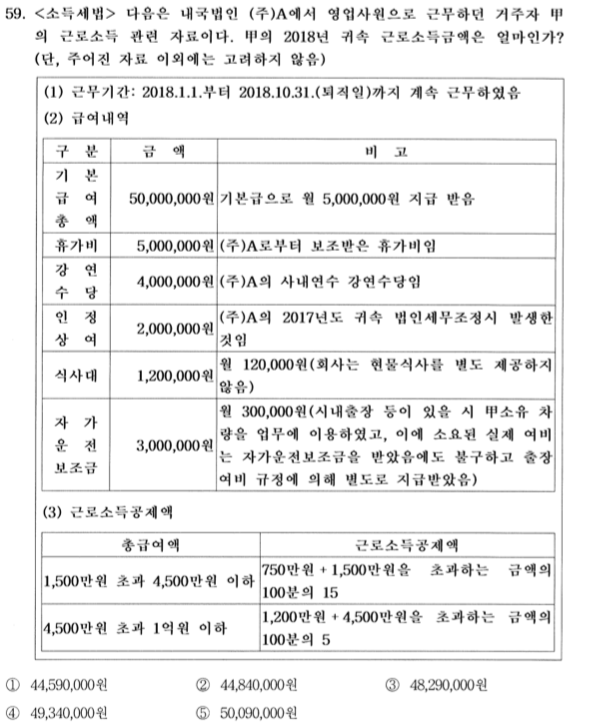 59. <소득세법> 다음은 내국법인 (주)A에서 영업사원으로 근무하던 거주자 甲
의 근로소득 관련 자료이다. 甲의 2018년 귀속 근로소득금액은 얼마인가?
(단, 주어진 자료 이외에는 고려하지 않음)
(1) 근무기간: 2018.1.1.부터 2018.10.31.(퇴직일)까지 계속 근무하였음
(2) 급여내역
구 분 금 액 비 고
기 본
급 여
총 액
50,000,000원 기본급으로 월 5,000,000원 지급 받음
휴가비 5,000,000원 (주)A로부터 보조받은 휴가비임
강 연
수 당
4,000,000원 (주)A의 사내연수 강연수당임
인 정
상 여
2,000,000원
(주)A의 2017년도 귀속 법인세무조정시 발생한
것임
식사대 1,200,000원
월 120,000원(회사는 현물식사를 별도 제공하지
않음)
자 가
운 전
보조금
3,000,000원
월 300,000원(시내출장 등이 있을 시 甲소유 차
량을 업무에 이용하였고, 이에 소요된 실제 여비
는 자가운전보조금을 받았음에도 불구하고 출장
여비 규정에 의해 별도로 지급받았음)
(3) 근로소득공제액
총급여액 근로소득공제액
1,500만원 초과 4,500만원 이하
750만원 + 1,500만원을 초과하는 금액의
100분의 15
4,500만원 초과 1억원 이하
1,200만원 + 4,500만원을 초과하는 금액의
100분의 5
① 44,590,000원 ② 44,840,000원 ③ 48,290,000원
④ 49,340,000원 ⑤ 50,090,000원